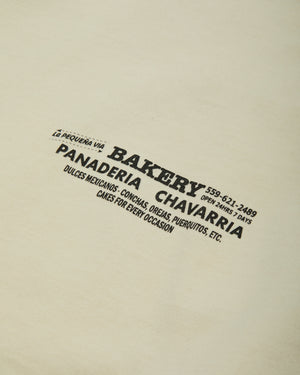 La PEQUEÑA VIA
BAKERY
559-621-2489
OPEN 24HRS 7 DAYS
PANADERIA CHAVARRIA
DULCES MEXICANOS - CONCHAS, OREJAS, PUERQUITOS, ETC.
CAKES FOR EVERY OCCASION